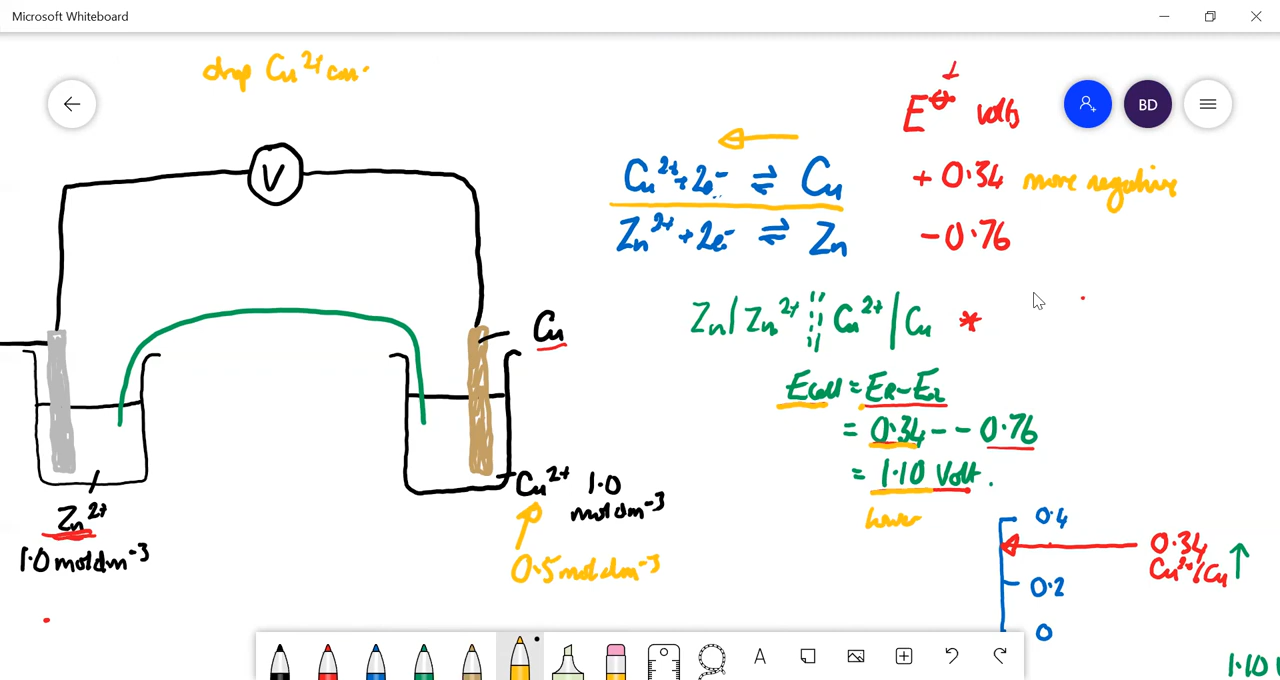 Microsoft Whiteboard
drop Cu²⁺ conc
V
BD
E⦵ volts
Cu²⁺ + 2e⁻ ⇌ Cu + 0.34 more negative
Zn²⁺ + 2e⁻ ⇌ Zn - 0.76
Zn | Zn²⁺ ¦¦ Cu²⁺ | Cu *
Cu
Ecell = ER - EL
= 0.34 - - 0.76
= 1.10 Volt.
lower
Cu²⁺ 1.0
mol dm⁻³
0.5 mol dm⁻³
Zn²⁺
1.0 mol dm⁻³
0.4
0.34
Cu²⁺/Cu ↑
0.2
0
1.10
A